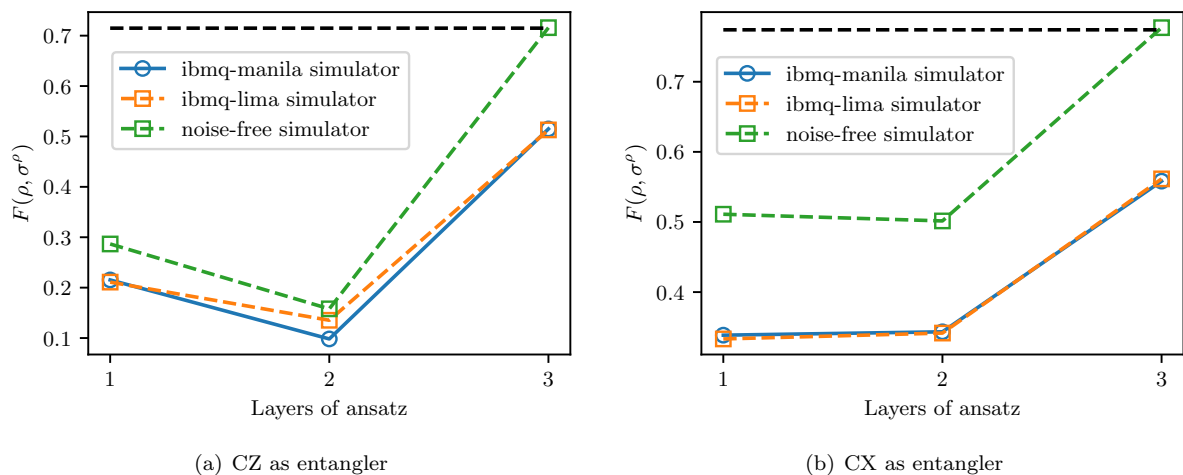 0.7
0.6
0.5
0.4
0.3
0.2
0.1
F(ρ, σ^ρ)
ibmq-manila simulator
ibmq-lima simulator
noise-free simulator
1 2 3
Layers of ansatz
(a) CZ as entangler
0.7
0.6
0.5
0.4
F(ρ, σ^ρ)
ibmq-manila simulator
ibmq-lima simulator
noise-free simulator
1 2 3
Layers of ansatz
(b) CX as entangler